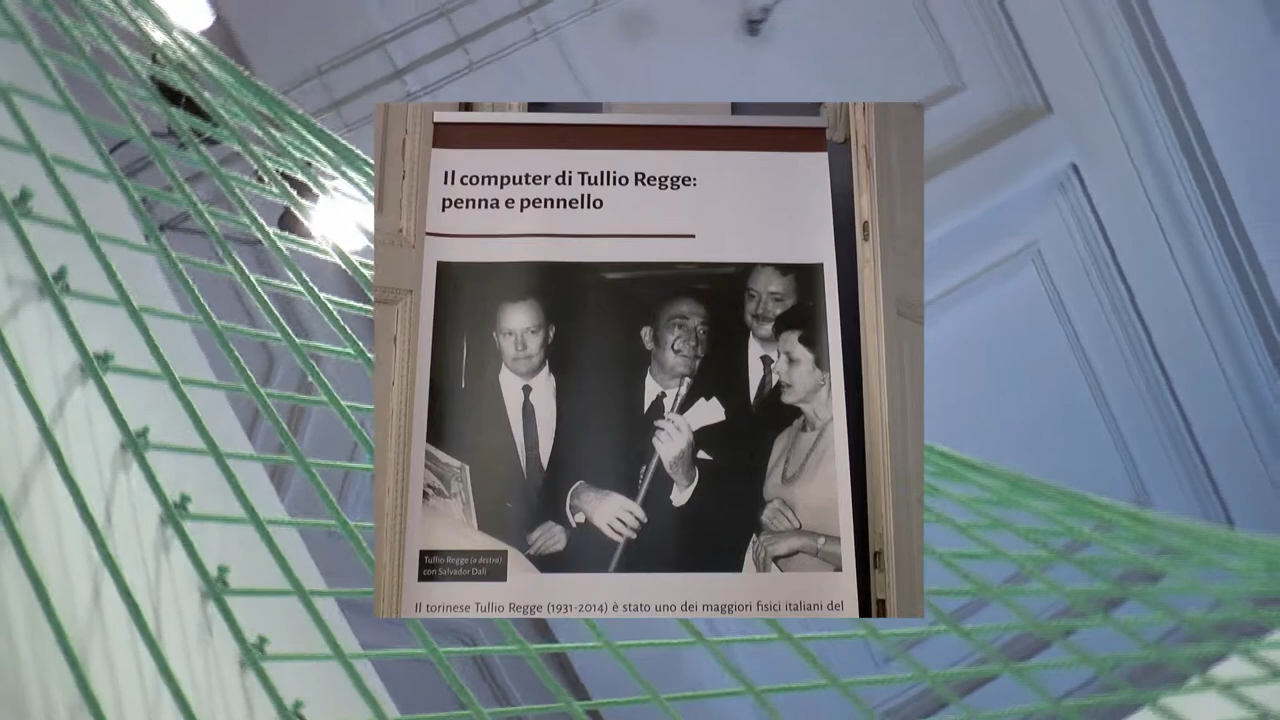 Il computer di Tullio Regge:
penna e pennello
Tullio Regge (a destra)
con Salvador Dalí
Il torinese Tullio Regge (1931-2014) è stato uno dei maggiori fisici italiani del